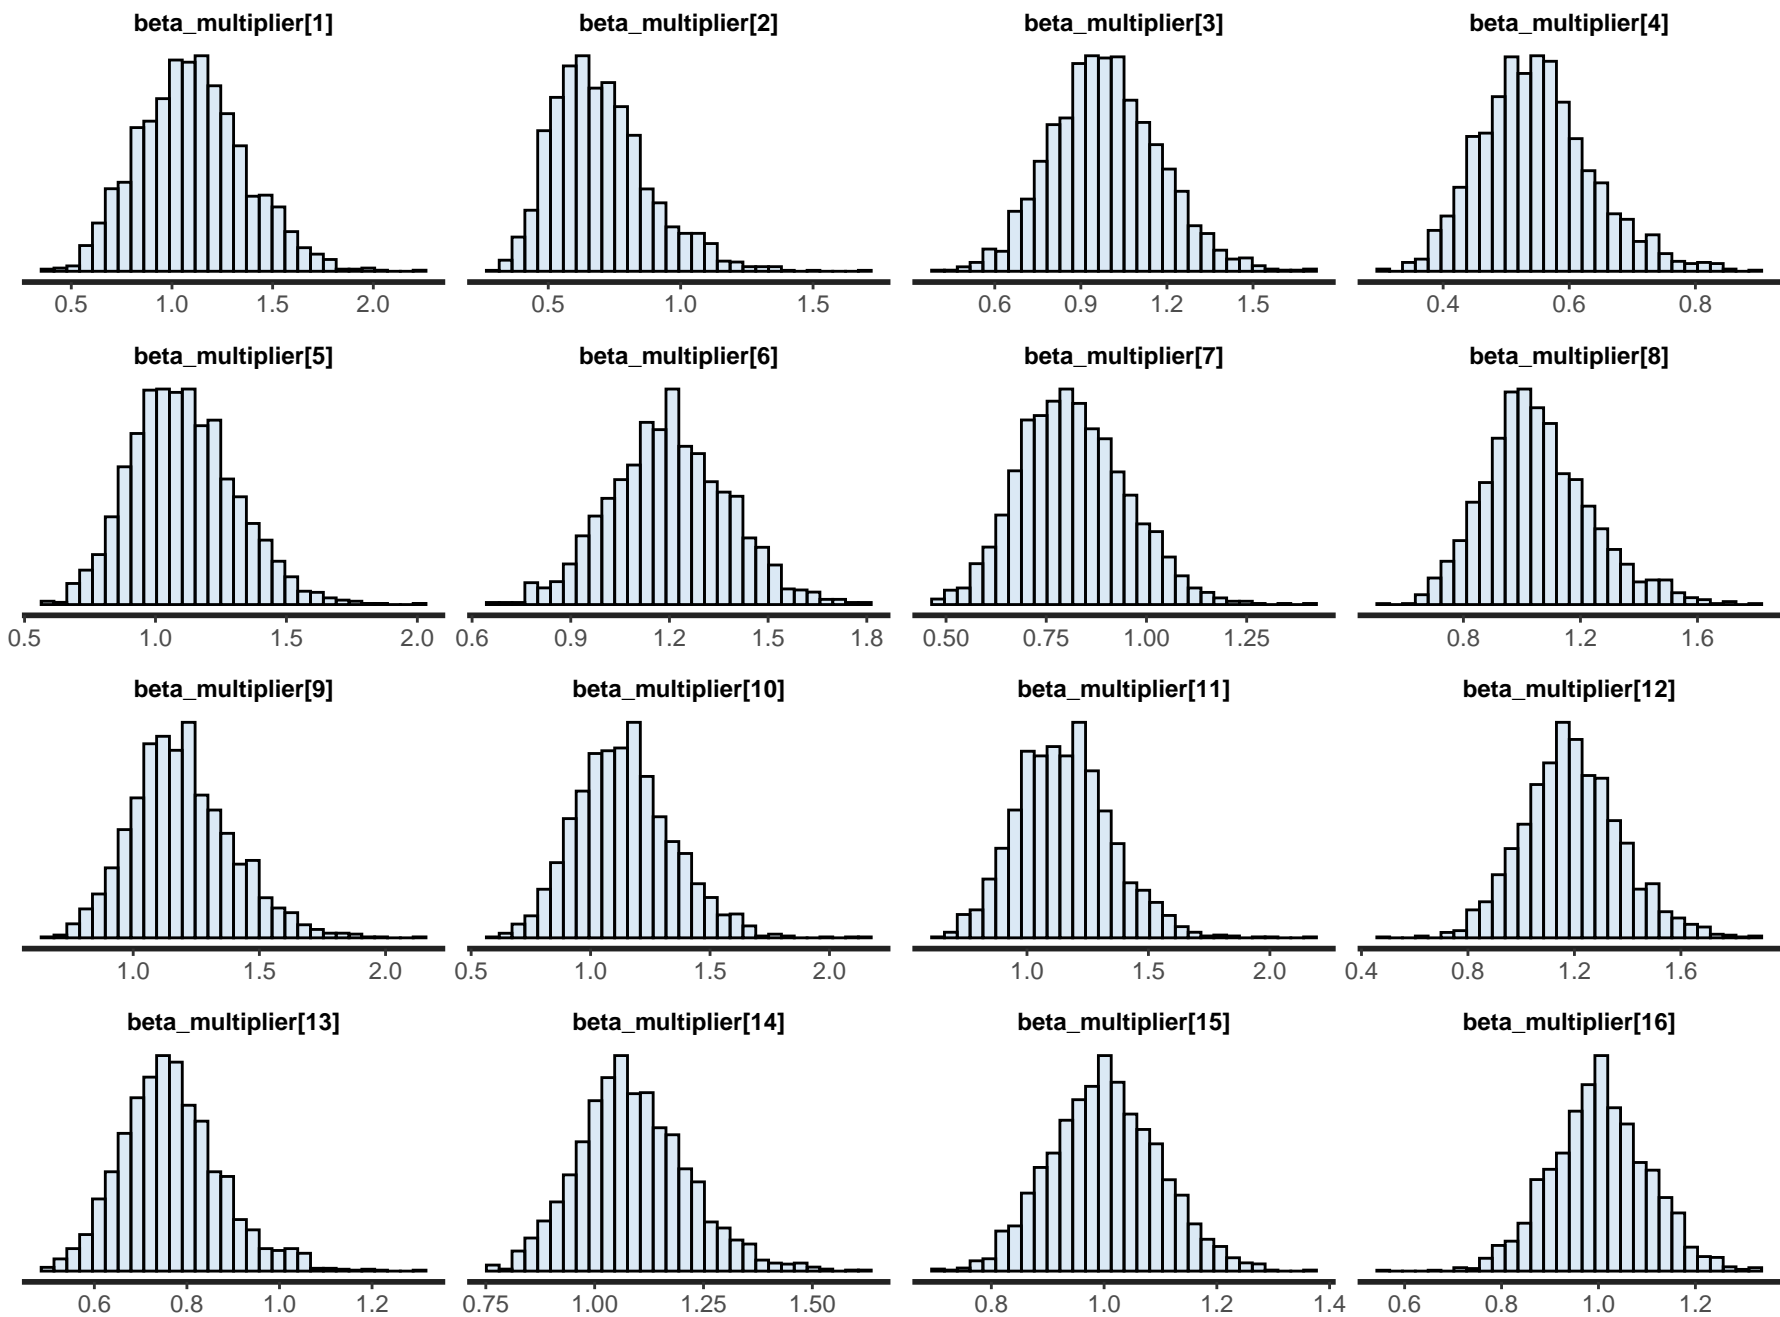 beta_multiplier[1] beta_multiplier[2] beta_multiplier[3] beta_multiplier[4]
0.5 1.0 1.5 2.0 0.5 1.0 1.5 0.6 0.9 1.2 1.5 0.4 0.6 0.8
beta_multiplier[5] beta_multiplier[6] beta_multiplier[7] beta_multiplier[8]
0.5 1.0 1.5 2.0 0.6 0.9 1.2 1.5 1.8 0.50 0.75 1.00 1.25 0.8 1.2 1.6
beta_multiplier[9] beta_multiplier[10] beta_multiplier[11] beta_multiplier[12]
1.0 1.5 2.0 0.5 1.0 1.5 2.0 1.0 1.5 2.0 0.4 0.8 1.2 1.6
beta_multiplier[13] beta_multiplier[14] beta_multiplier[15] beta_multiplier[16]
0.6 0.8 1.0 1.2 0.75 1.00 1.25 1.50 0.8 1.0 1.2 1.4 0.6 0.8 1.0 1.2